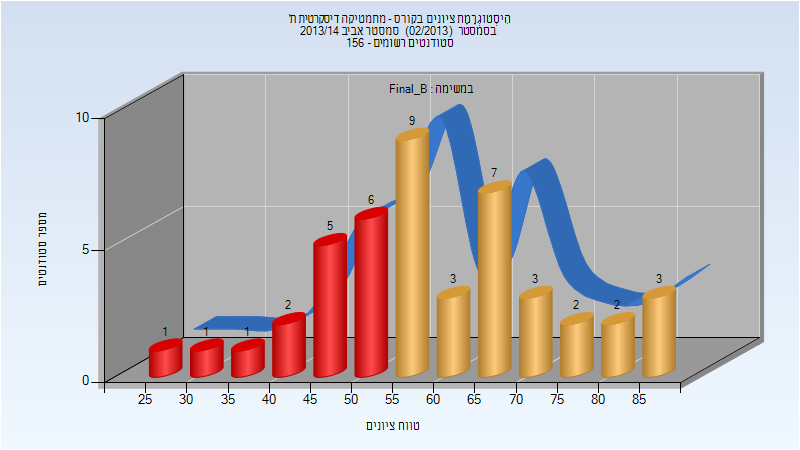 היסטוגרמת ציונים בקורס - מתמטיקה דיסקרטית ת'
בסמסטר (02/2013) סמסטר אביב 2013/14
סטודנטים רשומים - 156
במשימה : Final_B
מספר סטודנטים
10
5
0
1 1 1 2 5 6 9 3 7 3 2 2 3
25 30 35 40 45 50 55 60 65 70 75 80 85
טווח ציונים